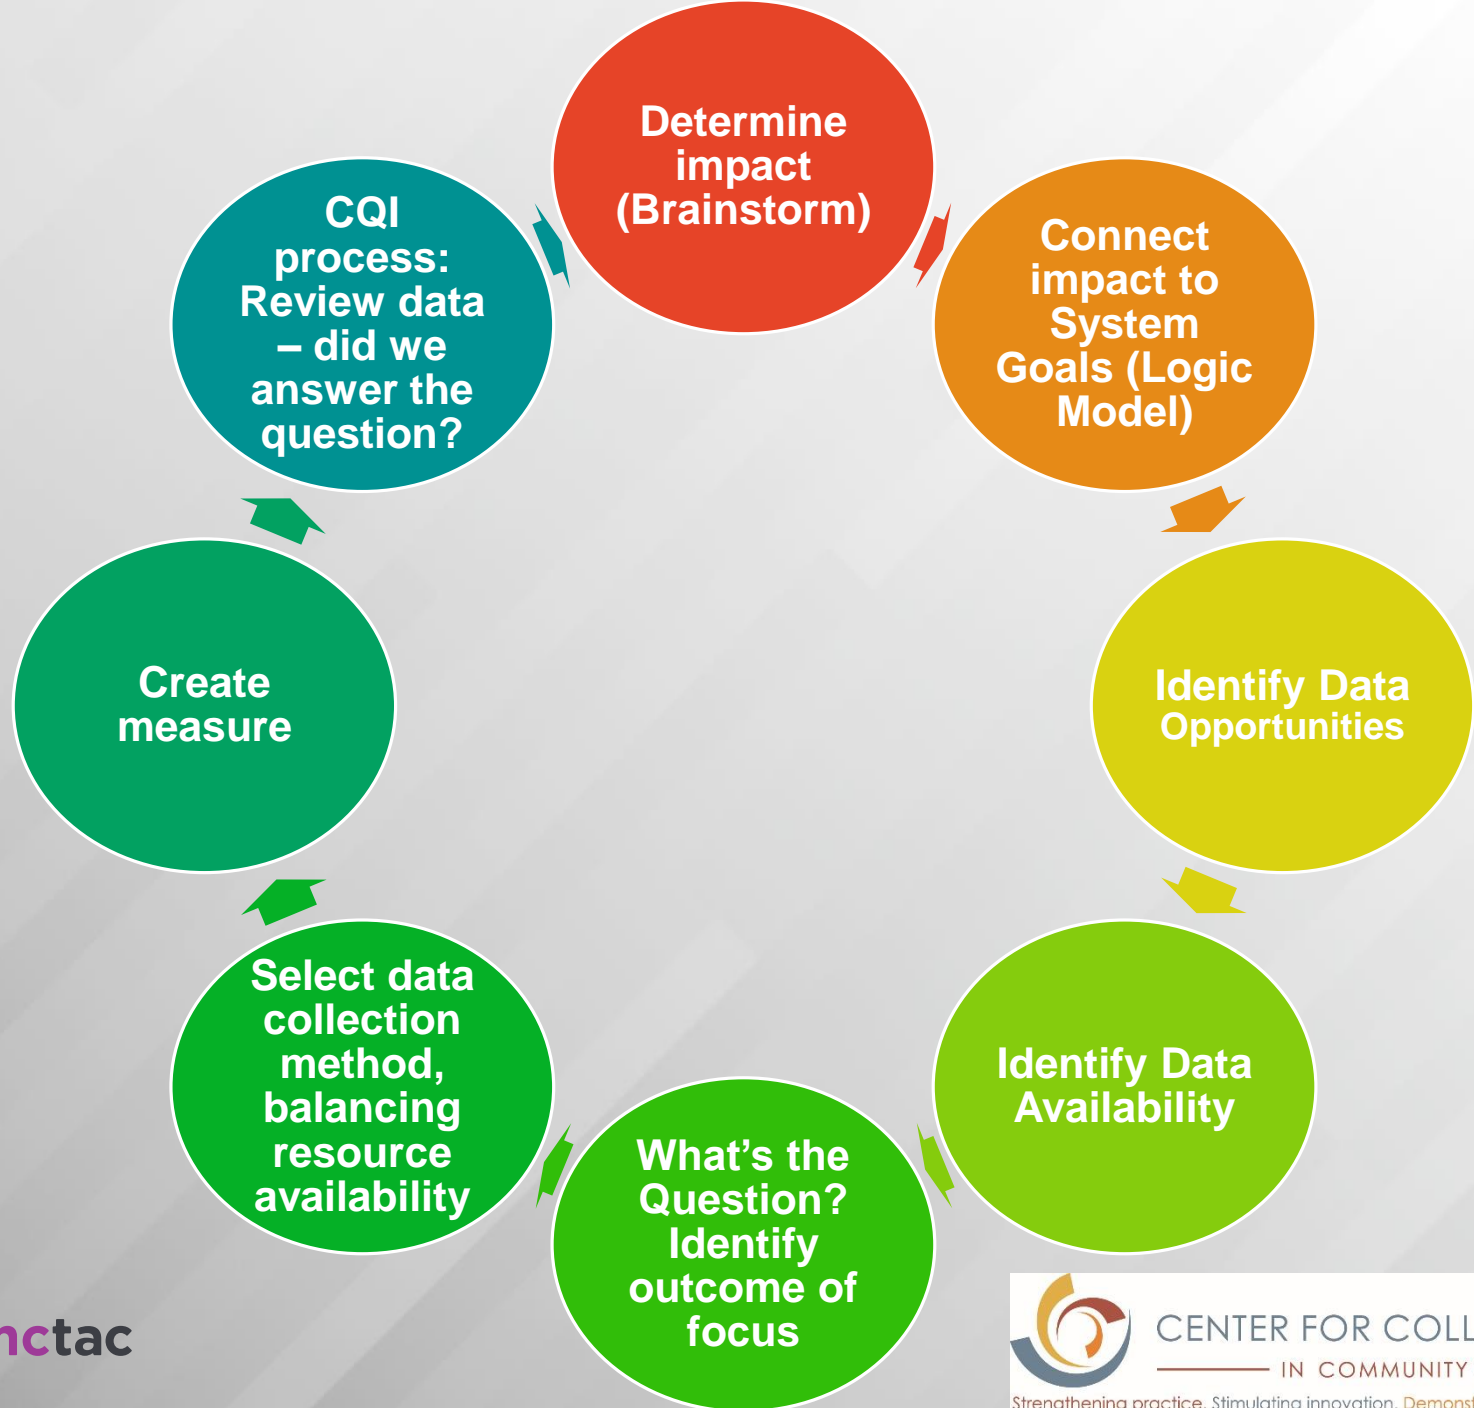 Determine
impact
(Brainstorm)
Connect
impact to
System
Goals (Logic
Model)
Identify Data
Opportunities
Identify Data
Availability
What’s the
Question?
Identify
outcome of
focus
Select data
collection
method,
balancing
resource
availability
Create
measure
CQI
process:
Review data
– did we
answer the
question?
ctac
CENTER FOR COLL
IN COMMUNITY
Strengthening practice. Stimulating innovation. Demonst